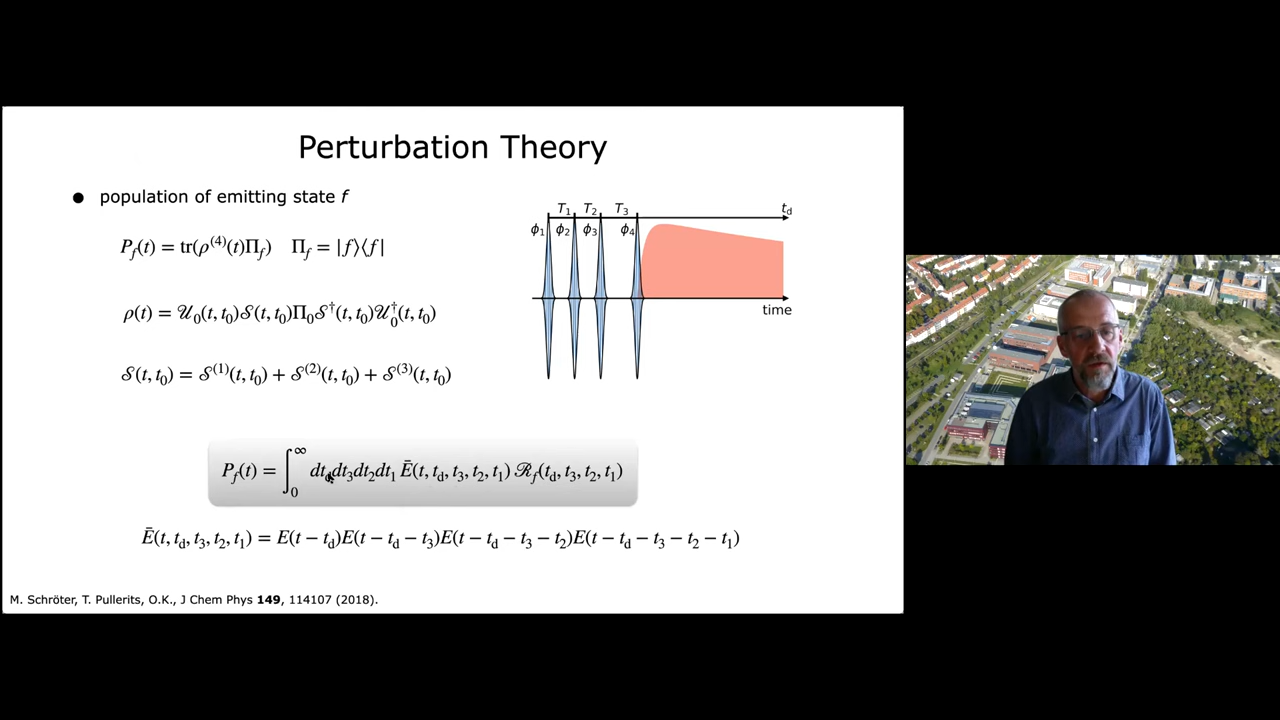 Perturbation Theory
● population of emitting state f
P_f(t) = tr(ρ^(4)(t)Π_f)   Π_f = |f⟩⟨f|
ρ(t) = 𝒰_0(t, t_0)𝒮(t, t_0)Π_0𝒮^†(t, t_0)𝒰_0^†(t, t_0)
𝒮(t, t_0) = 𝒮^(1)(t, t_0) + 𝒮^(2)(t, t_0) + 𝒮^(3)(t, t_0)
T_1 T_2 T_3 t_d
ϕ_1 ϕ_2 ϕ_3 ϕ_4
time
P_f(t) = ∫_0^∞ dt_d dt_3 dt_2 dt_1 Ē(t, t_d, t_3, t_2, t_1) ℛ_f(t_d, t_3, t_2, t_1)
Ē(t, t_d, t_3, t_2, t_1) = E(t − t_d)E(t − t_d − t_3)E(t − t_d − t_3 − t_2)E(t − t_d − t_3 − t_2 − t_1)
M. Schröter, T. Pullerits, O.K., J Chem Phys 149, 114107 (2018).